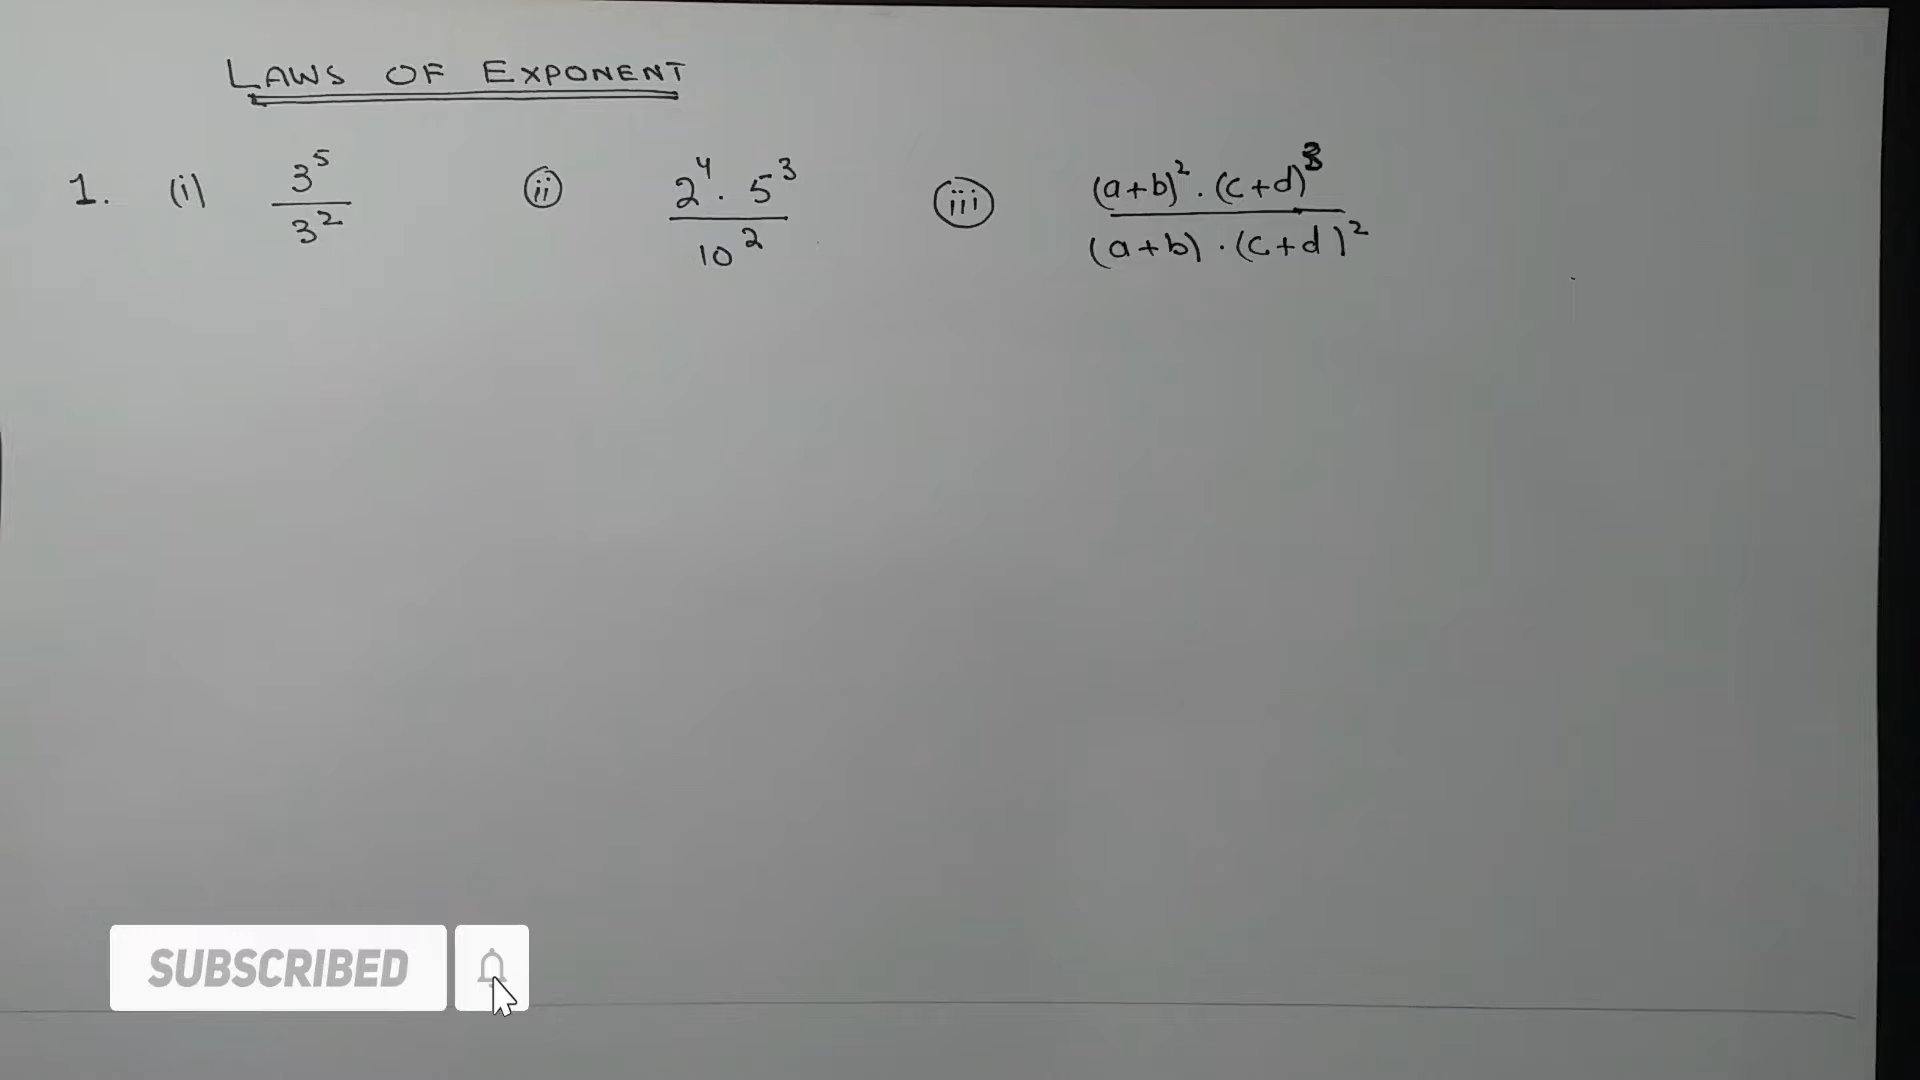 LAWS OF EXPONENT
1. (i) 3^5/3^2 (ii) 2^4 . 5^3/10^2 (iii) (a+b)^2 . (c+d)^3/(a+b) . (c+d)^2
SUBSCRIBED